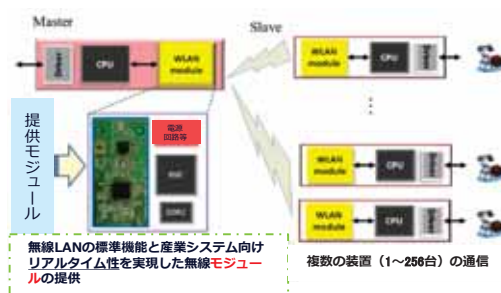 Master
Slave
Driver
CPU
WLAN
module
WLAN
module
CPU
Driver
提供モジュール
電源
回路等
WLAN
module
CPU
Driver
WLAN
module
CPU
Driver
無線LANの標準機能と産業システム向け
リアルタイム性を実現した無線モジュー
ルの提供
複数の装置(1～256台)の通信